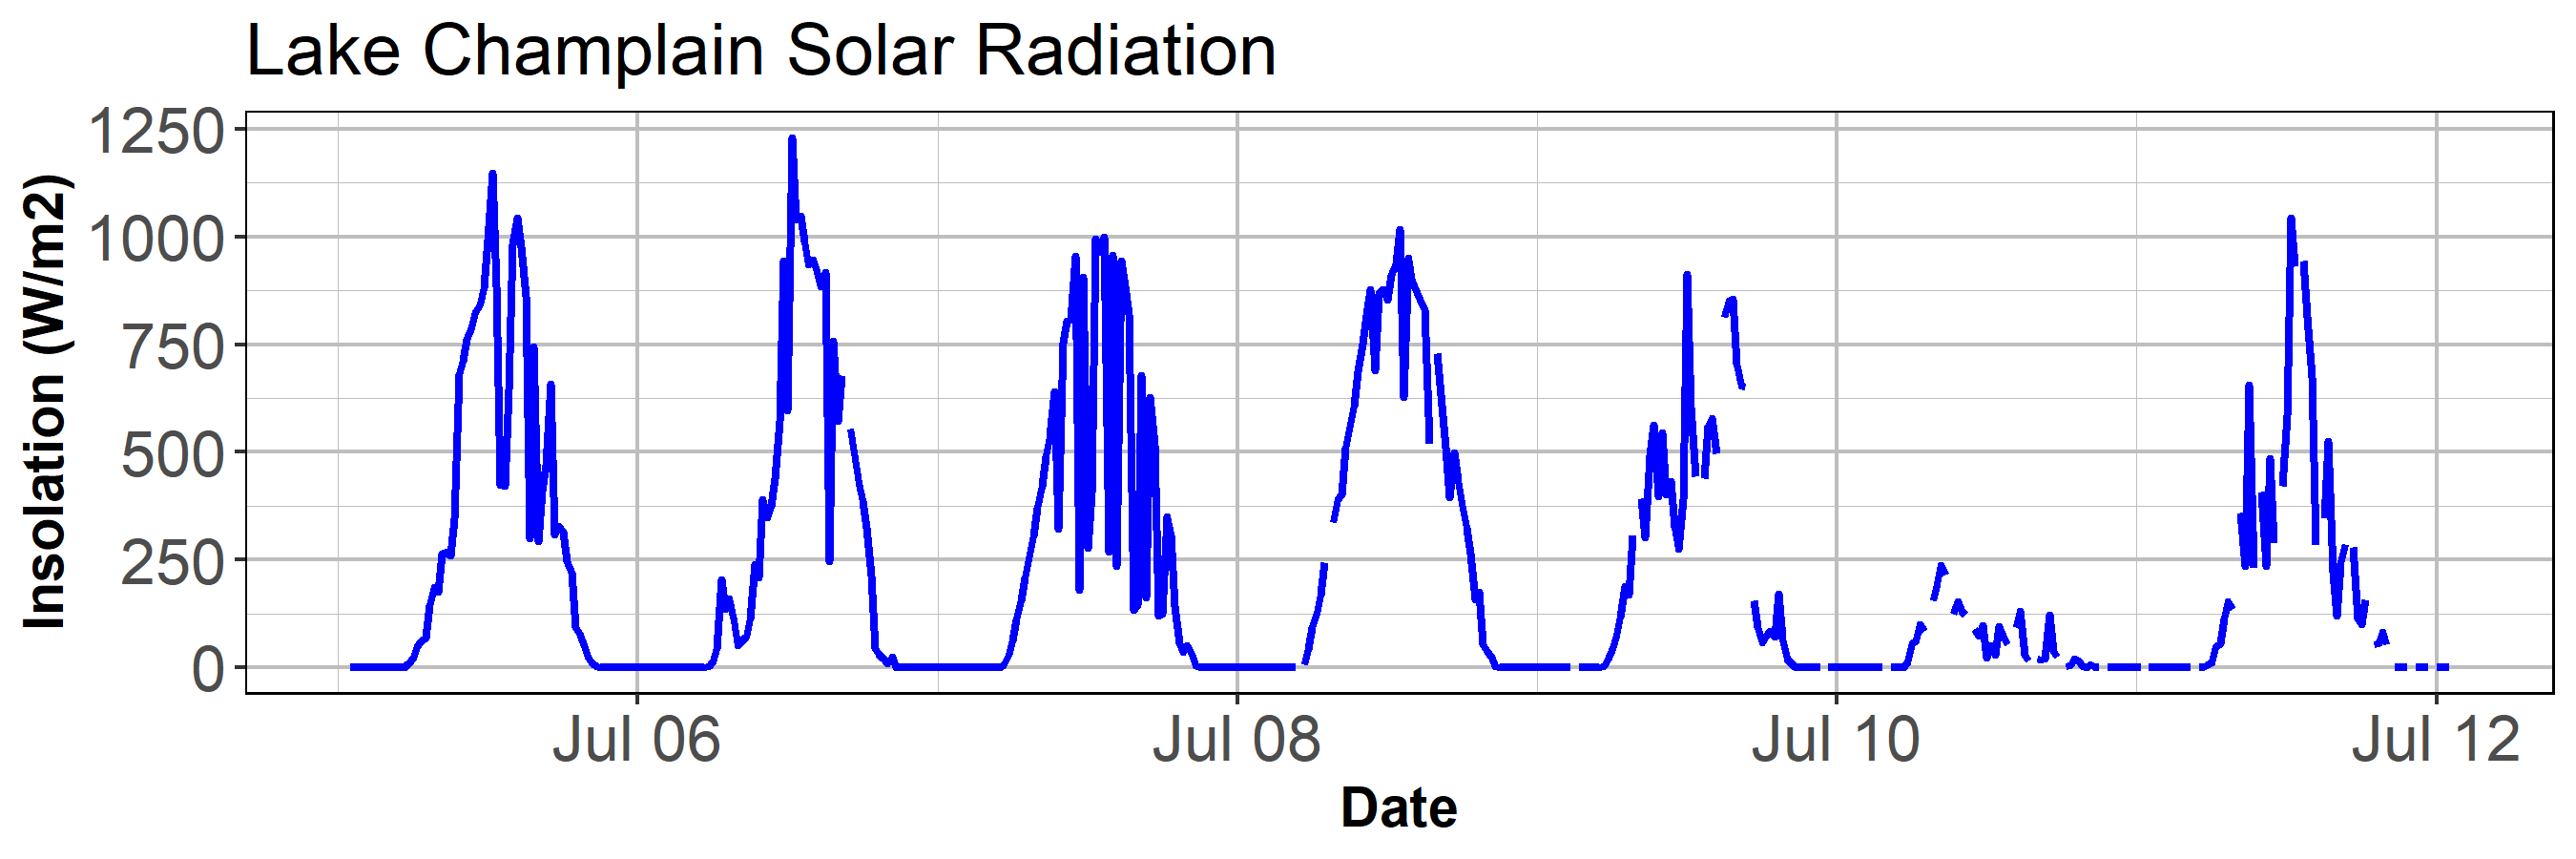 Lake Champlain Solar Radiation
Insolation (W/m2)
1250
1000
750
500
250
0
Jul 06
Jul 08
Jul 10
Jul 12
Date